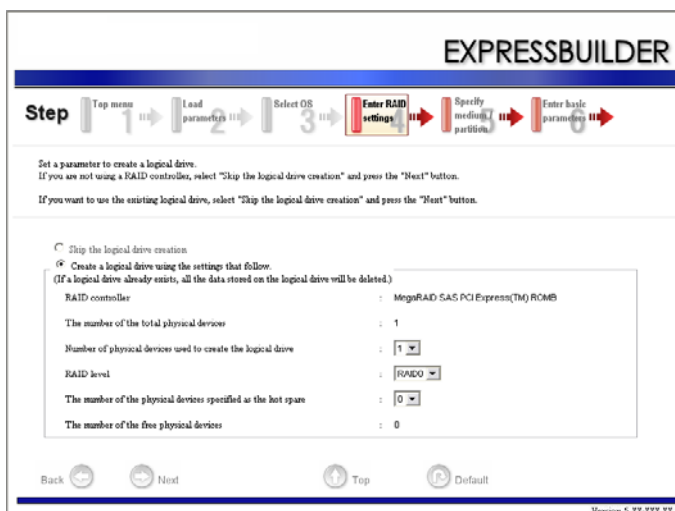 EXPRESSBUILDER
Step
Top menu 1
Load parameters 2
Select OS 3
Enter RAID settings 4
Specify medium / partition 5
Enter basic parameters 6
Set a parameter to create a logical drive.
If you are not using a RAID controller, select "Skip the logical drive creation" and press the "Next" button.
If you want to use the existing logical drive, select "Skip the logical drive creation" and press the "Next" button.
Skip the logical drive creation
Create a logical drive using the settings that follow.
(If a logical drive already exists, all the data stored on the logical drive will be deleted.)
RAID controller : MegaRAID SAS PCI Express(TM) ROMB
The number of the total physical devices : 1
Number of physical devices used to create the logical drive : 1
RAID level : RAID0
The number of the physical devices specified as the hot spare : 0
The number of the free physical devices : 0
Back Next Top Default